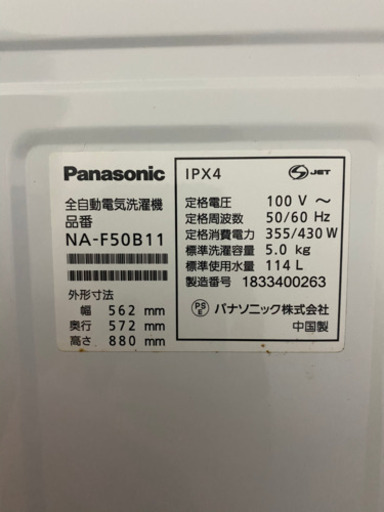 Panasonic
全自動電気洗濯機
品番
NA-F50B11
外形寸法
幅 562 mm
奥行 572 mm
高さ 880 mm
IPX4
S JET
定格電圧 100 V ～
定格周波数 50/60 Hz
定格消費電力 355/430 W
標準洗濯容量 5.0 kg
標準使用水量 114 L
製造番号 1833400263
PS E パナソニック株式会社
中国製